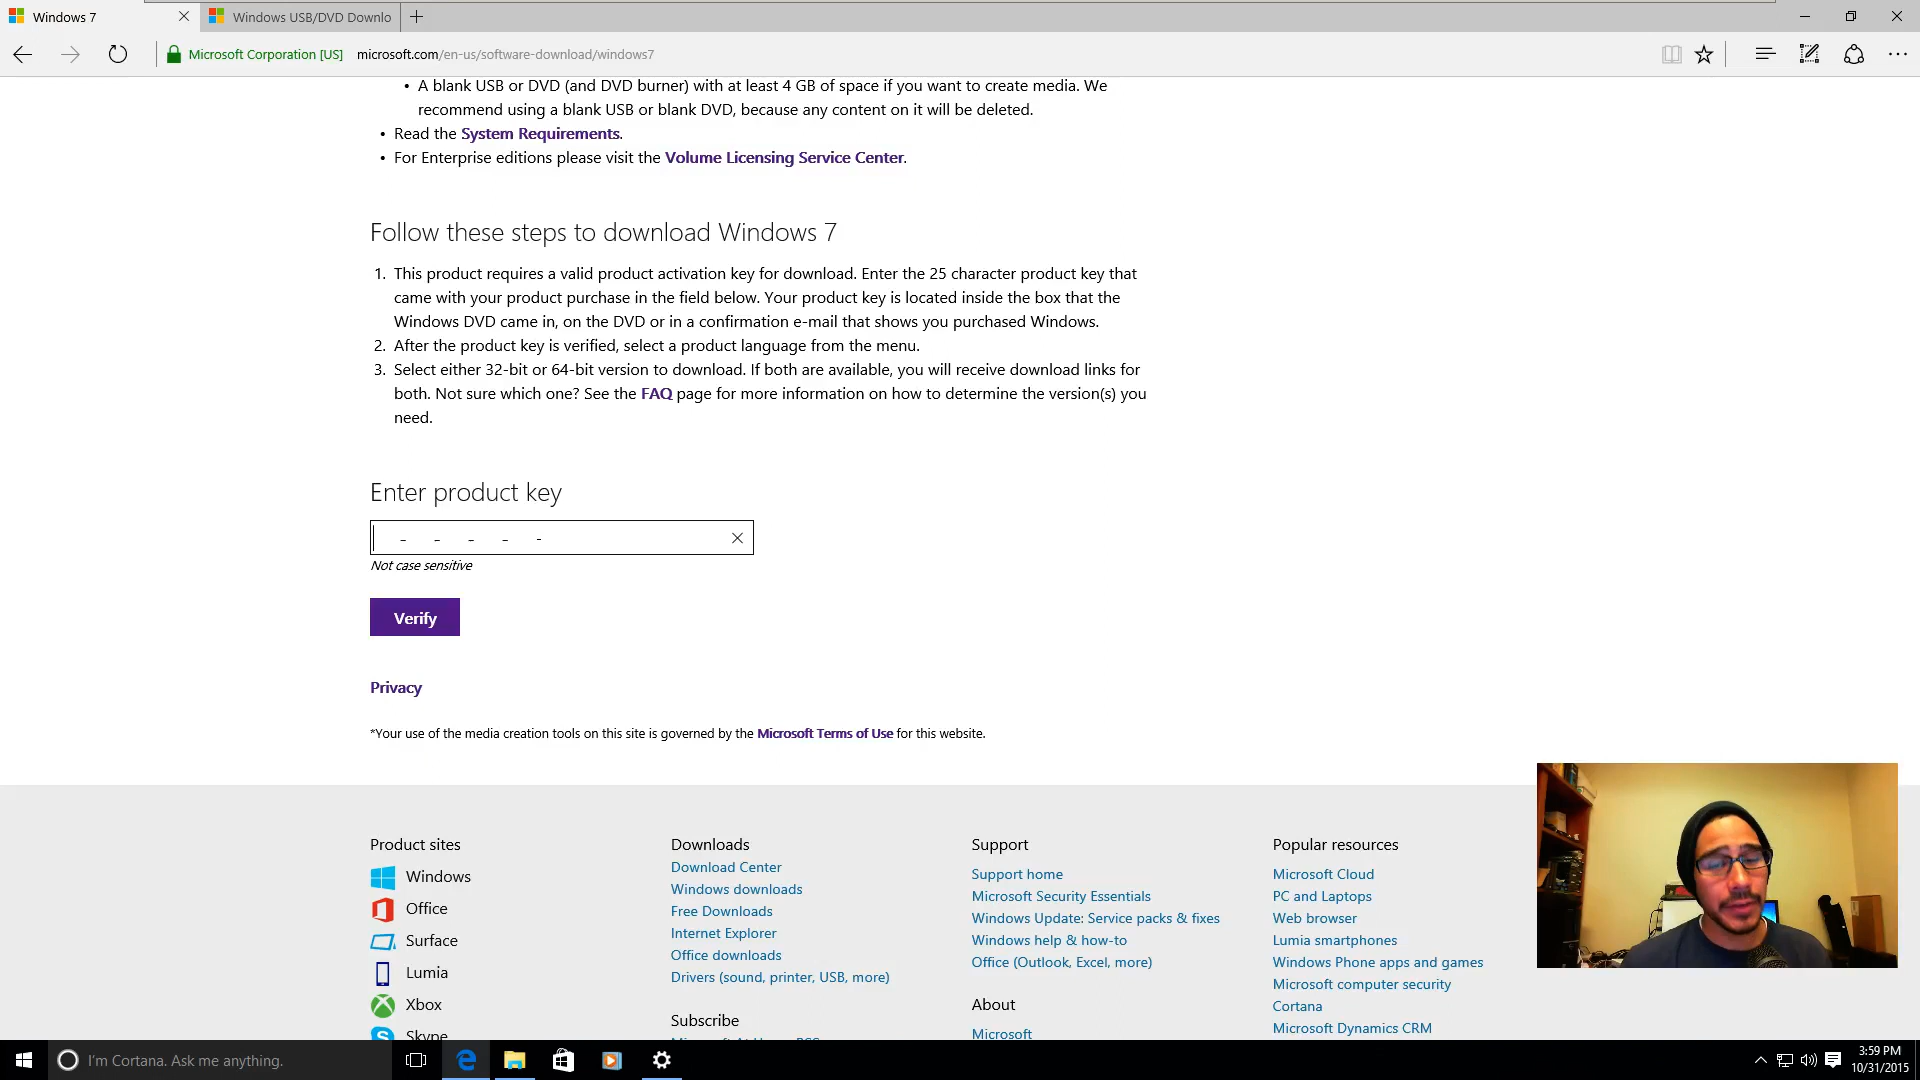 Windows 7
Windows USB/DVD Downlo
Microsoft Corporation [US] microsoft.com/en-us/software-download/windows7
• A blank USB or DVD (and DVD burner) with at least 4 GB of space if you want to create media. We
recommend using a blank USB or blank DVD, because any content on it will be deleted.
• Read the System Requirements.
• For Enterprise editions please visit the Volume Licensing Service Center.
Follow these steps to download Windows 7
1. This product requires a valid product activation key for download. Enter the 25 character product key that
came with your product purchase in the field below. Your product key is located inside the box that the
Windows DVD came in, on the DVD or in a confirmation e-mail that shows you purchased Windows.
2. After the product key is verified, select a product language from the menu.
3. Select either 32-bit or 64-bit version to download. If both are available, you will receive download links for
both. Not sure which one? See the FAQ page for more information on how to determine the version(s) you
need.
Enter product key
- - - - -
Not case sensitive
Verify
Privacy
*Your use of the media creation tools on this site is governed by the Microsoft Terms of Use for this website.
Product sites
Windows
Office
Surface
Lumia
Xbox
Skype
Downloads
Download Center
Windows downloads
Free Downloads
Internet Explorer
Office downloads
Drivers (sound, printer, USB, more)
Subscribe
Support
Support home
Microsoft Security Essentials
Windows Update: Service packs & fixes
Windows help & how-to
Office (Outlook, Excel, more)
About
Microsoft
Popular resources
Microsoft Cloud
PC and Laptops
Web browser
Lumia smartphones
Windows Phone apps and games
Microsoft computer security
Cortana
Microsoft Dynamics CRM
I'm Cortana. Ask me anything.
3:59 PM
10/31/2015